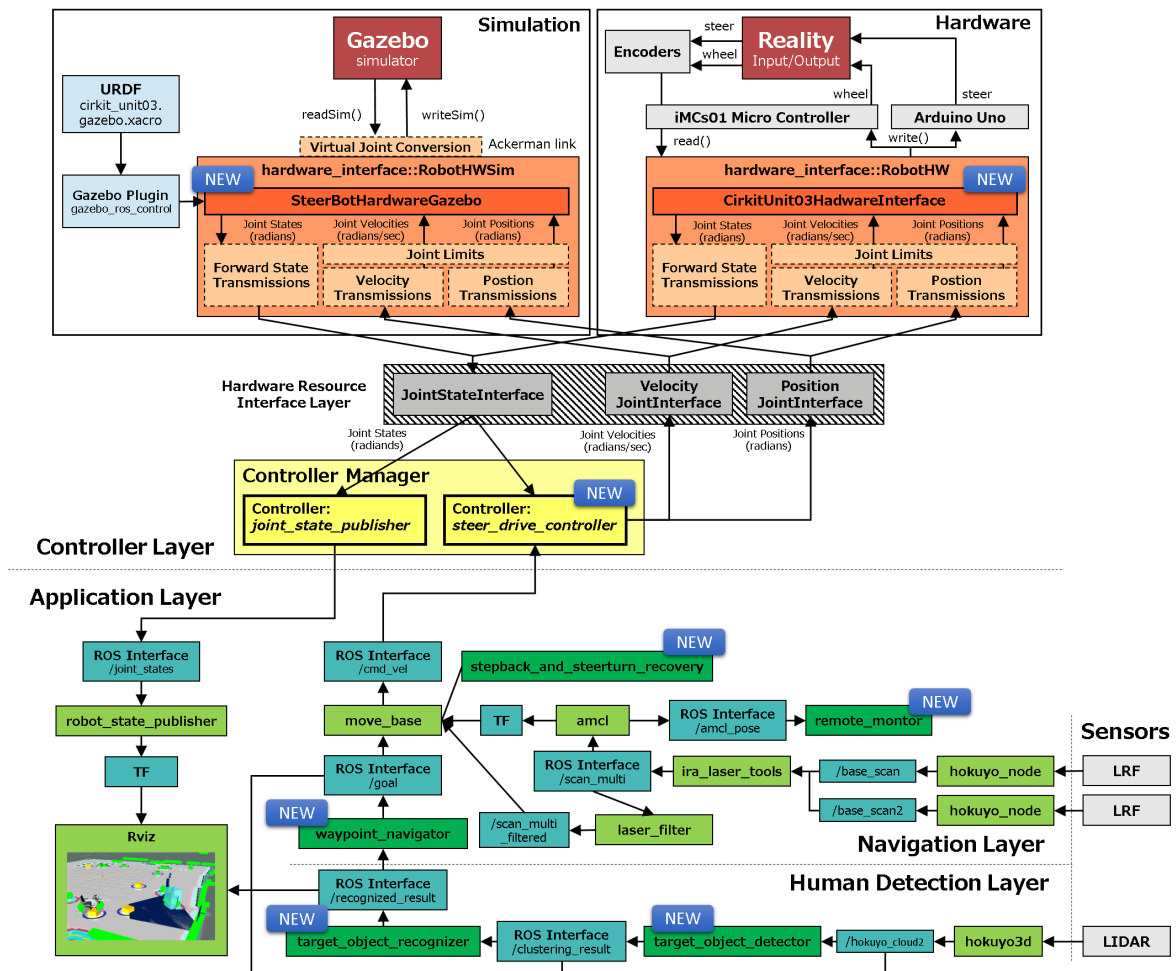 Simulation
Gazebo
simulator
URDF
cirkit_unit03.
gazebo.xacro
readSim()
writeSim()
Virtual Joint Conversion
Ackerman link
hardware_interface::RobotHWSim
NEW
SteerBotHardwareGazebo
Gazebo Plugin
gazebo_ros_control
Joint States
(radians)
Joint Velocities
(radians/sec)
Joint Positions
(radians)
Joint Limits
Forward State
Transmissions
Velocity
Transmissions
Postion
Transmissions
Hardware
Encoders
steer
wheel
Reality
Input/Output
wheel
steer
iMCs01 Micro Controller
Arduino Uno
read()
write()
hardware_interface::RobotHW
NEW
CirkitUnit03HadwareInterface
Joint States
(radians)
Joint Velocities
(radians/sec)
Joint Positions
(radians)
Joint Limits
Forward State
Transmissions
Velocity
Transmissions
Postion
Transmissions
Hardware Resource
Interface Layer
JointStateInterface
Velocity
JointInterface
Position
JointInterface
Joint States
(radiands)
Joint Velocities
(radians/sec)
Joint Positions
(radians)
Controller Manager
NEW
Controller:
joint_state_publisher
Controller:
steer_drive_controller
Controller Layer
Application Layer
ROS Interface
/joint_states
robot_state_publisher
TF
Rviz
ROS Interface
/cmd_vel
NEW
stepback_and_steerturn_recovery
move_base
TF
amcl
ROS Interface
/amcl_pose
NEW
remote_montor
Sensors
ROS Interface
/goal
ROS Interface
/scan_multi
ira_laser_tools
/base_scan
hokuyo_node
LRF
/base_scan2
hokuyo_node
LRF
NEW
waypoint_navigator
/scan_multi
_filtered
laser_filter
Navigation Layer
Human Detection Layer
ROS Interface
/recognized_result
NEW
target_object_recognizer
ROS Interface
/clustering_result
NEW
target_object_detector
/hokuyo_cloud2
hokuyo3d
LIDAR